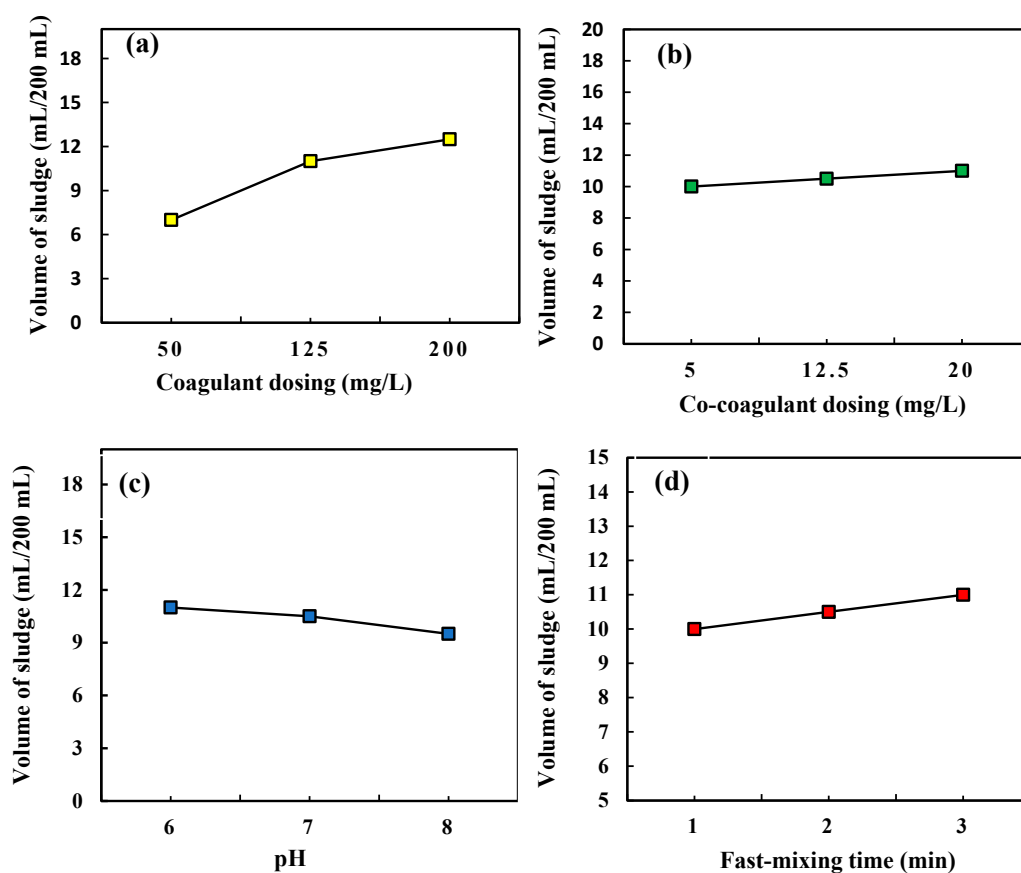 (a)
Volume of sludge (mL/200 mL)
18
15
12
9
6
3
0
50 125 200
Coagulant dosing (mg/L)
(b)
Volume of sludge (mL/200 mL)
20
18
16
14
12
10
8
6
4
2
0
5 12.5 20
Co-coagulant dosing (mg/L)
(c)
Volume of sludge (mL/200 mL)
18
15
12
9
6
3
0
6 7 8
pH
(d)
Volume of sludge (mL/200 mL)
15
14
13
12
11
10
9
8
7
6
5
1 2 3
Fast-mixing time (min)